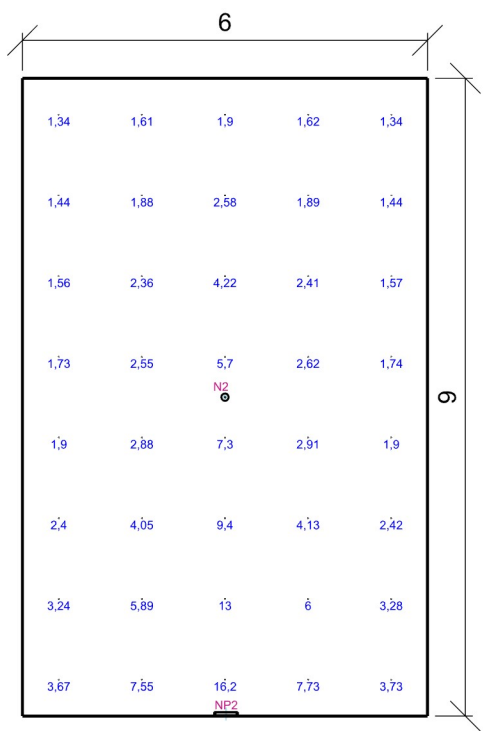 6
1,34 1,61 1,9 1,62 1,34
1,44 1,88 2,58 1,89 1,44
1,56 2,36 4,22 2,41 1,57
1,73 2,55 5,7 2,62 1,74
N2
9
1,9 2,88 7,3 2,91 1,9
2,4 4,05 9,4 4,13 2,42
3,24 5,89 13 6 3,28
3,67 7,55 16,2 7,73 3,73
NP2